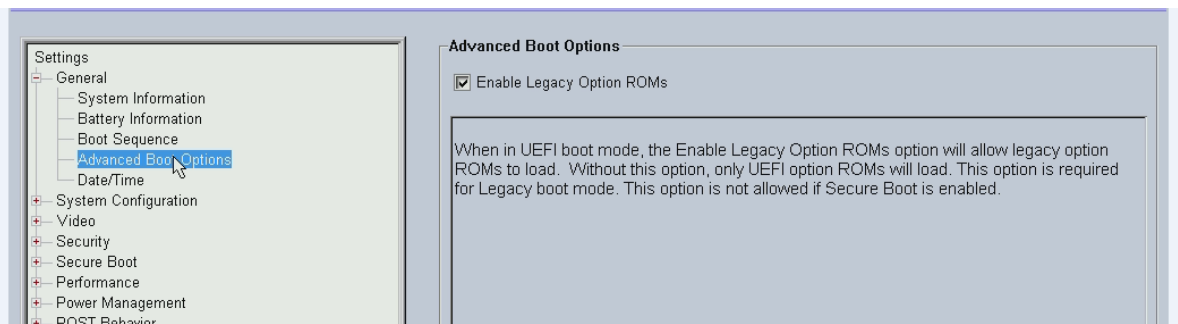 Settings
General
System Information
Battery Information
Boot Sequence
Advanced Boot Options
Date/Time
System Configuration
Video
Security
Secure Boot
Performance
Power Management
POST Behavior
Advanced Boot Options
Enable Legacy Option ROMs
When in UEFI boot mode, the Enable Legacy Option ROMs option will allow legacy option
ROMs to load. Without this option, only UEFI option ROMs will load. This option is required
for Legacy boot mode. This option is not allowed if Secure Boot is enabled.